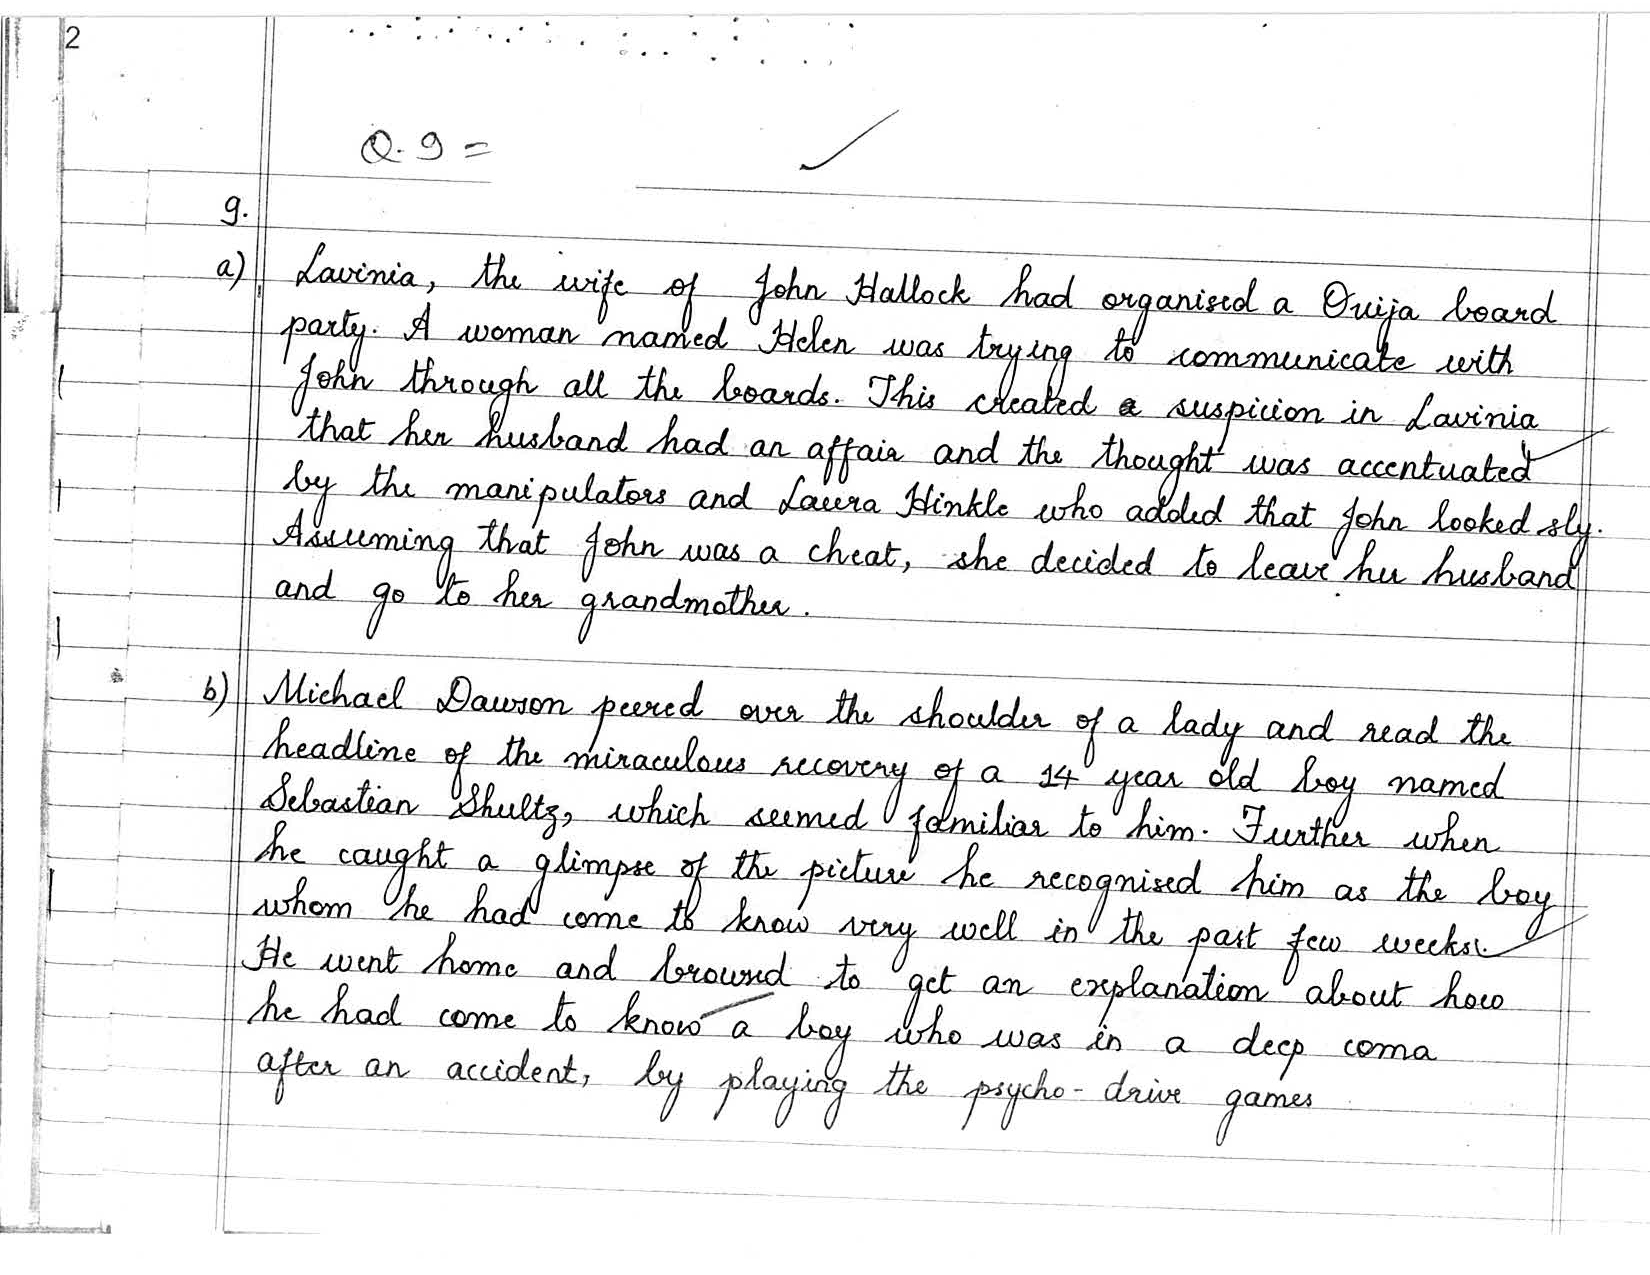 2
Q. 9 =
9.
a) Lavinia, the wife of John Hallock had organised a Ouija board
party. A woman named Helen was trying to communicate with
John through all the boards. This created a suspicion in Lavinia
that her husband had an affair and the thought was accentuated
by the manipulators and Laura Hinkle who added that John looked sly.
Assuming that John was a cheat, she decided to leave her husband
and go to her grandmother.
b) Michael Dawson peered over the shoulder of a lady and read the
headline of the miraculous recovery of a 14 year old boy named
Sebastian Shultz, which seemed familiar to him. Further when
he caught a glimpse of the picture he recognised him as the boy
whom he had come to know very well in the past few weeks.
He went home and browsed to get an explanation about how
he had come to know a boy who was in a deep coma
after an accident, by playing the psycho-drive games